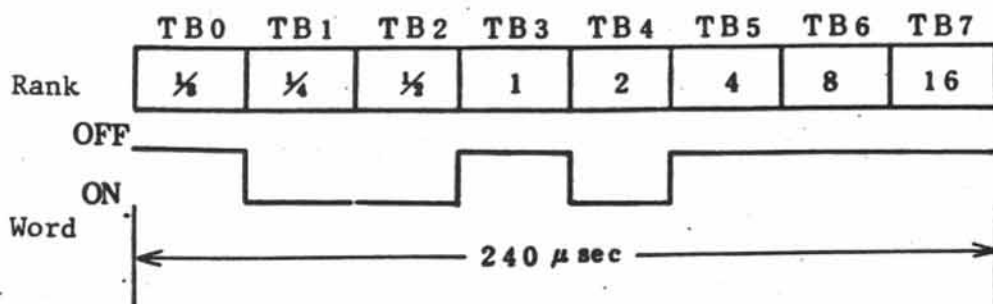 TB0 TB1 TB2 TB3 TB4 TB5 TB6 TB7
Rank ⅛ ¼ ½ 1 2 4 8 16
OFF
ON
Word
240 μsec